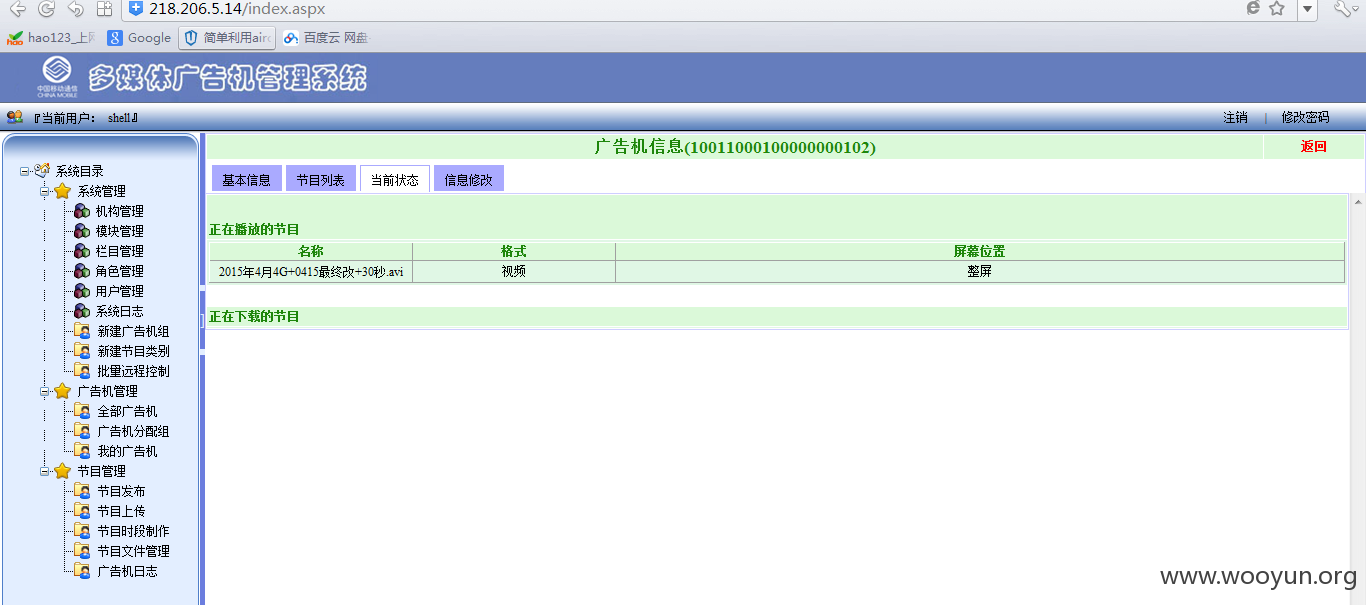 218.206.5.14/index.aspx
hao123_上网 Google 简单利用airc 百度云 网盘
中国移动通信
CHINA MOBILE
多媒体广告机管理系统
『当前用户： shell』 注销 | 修改密码
系统目录
系统管理
机构管理
模块管理
栏目管理
角色管理
用户管理
系统日志
新建广告机组
新建节目类别
批量远程控制
广告机管理
全部广告机
广告机分配组
我的广告机
节目管理
节目发布
节目上传
节目时段制作
节目文件管理
广告机日志
广告机信息(10011000100000000102) 返回
基本信息 节目列表 当前状态 信息修改
正在播放的节目
名称 格式 屏幕位置
2015年4月4G+0415最终改+30秒.avi 视频 整屏
正在下载的节目
www.wooyun.org